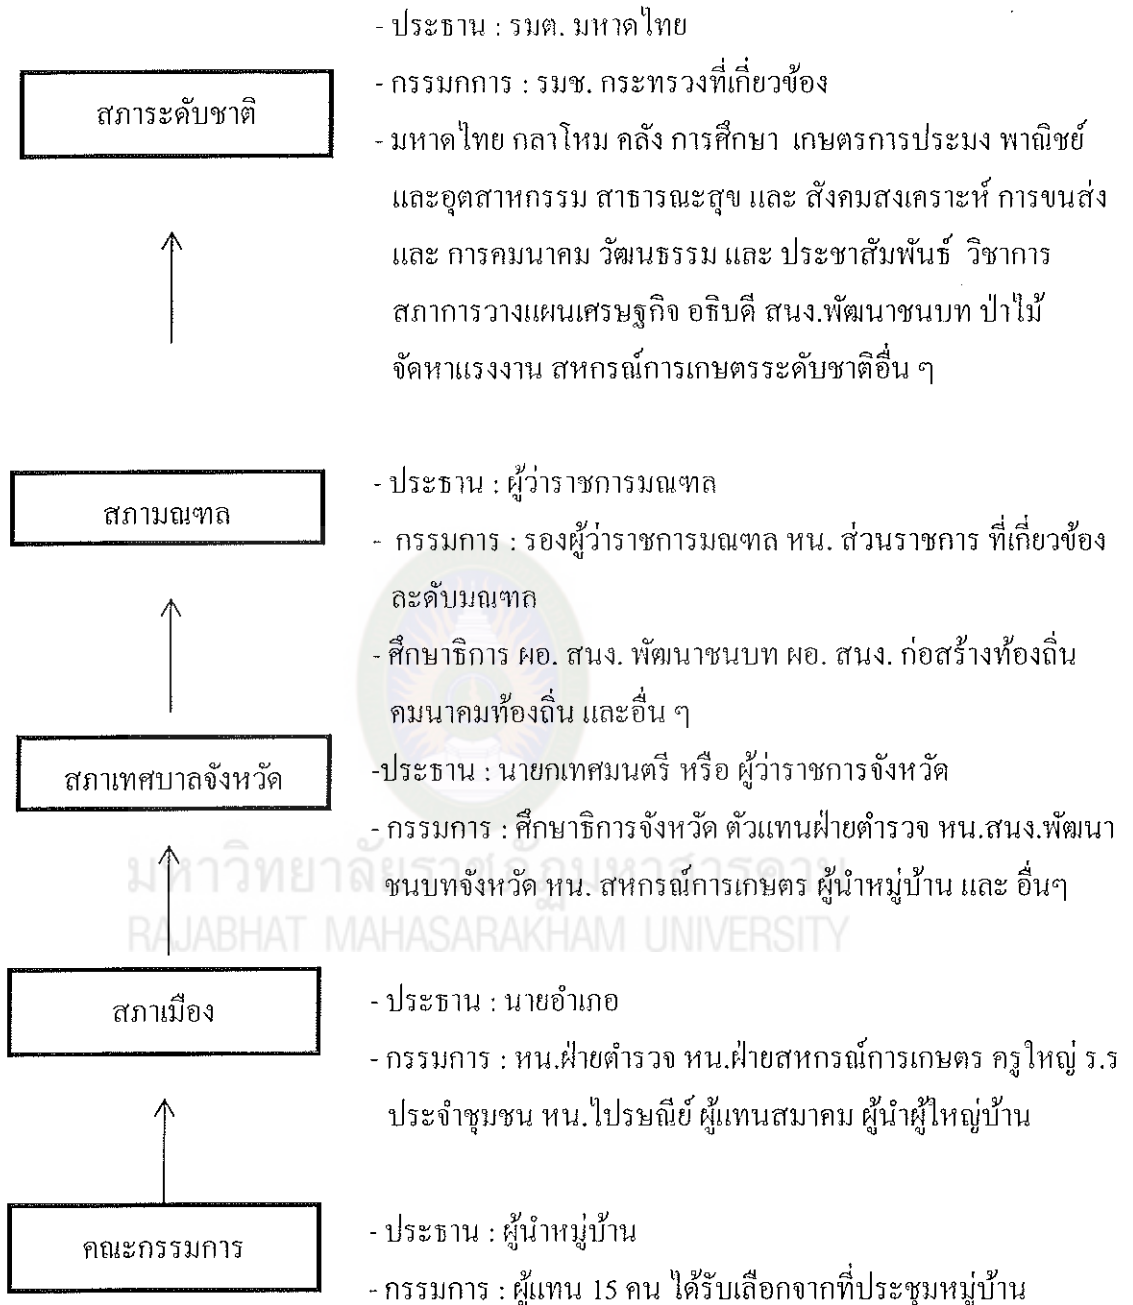 - ประธาน : รมต. มหาดไทย
สภาระดับชาติ
- กรรมกการ : รมช. กระทรวงที่เกี่ยวข้อง
- มหาดไทย กลาโหม คลัง การศึกษา เกษตรการประมง พาณิชย์
และอุตสาหกรรม สาธารณะสุข และ สังคมสงเคราะห์ การขนส่ง
และ การคมนาคม วัฒนธรรม และ ประชาสัมพันธ์ วิชาการ
สภาการวางแผนเศรษฐกิจ อธิบดี สนง.พัฒนาชนบท ป่าไม้
จัดหาแรงงาน สหกรณ์การเกษตรระดับชาติอื่น ๆ
สภามณฑล
- ประธาน : ผู้ว่าราชการมณฑล
- กรรมการ : รองผู้ว่าราชการมณฑล หน. ส่วนราชการ ที่เกี่ยวข้อง
ละดับมณฑล
- ศึกษาธิการ ผอ. สนง. พัฒนาชนบท ผอ. สนง. ก่อสร้างท้องถิ่น
คมนาคมท้องถิ่น และอื่น ๆ
สภาเทศบาลจังหวัด
-ประธาน : นายกเทศมนตรี หรือ ผู้ว่าราชการจังหวัด
- กรรมการ : ศึกษาธิการจังหวัด ตัวแทนฝ่ายตำรวจ หน.สนง.พัฒนา
ชนบทจังหวัด หน. สหกรณ์การเกษตร ผู้นำหมู่บ้าน และ อื่นๆ
มหาวิทยาลัยราชภัฏมหาสารคาม
RAJABHAT MAHASARAKHAM UNIVERSITY
สภาเมือง
- ประธาน : นายอำเภอ
- กรรมการ : หน.ฝ่ายตำรวจ หน.ฝ่ายสหกรณ์การเกษตร ครูใหญ่ ร.ร
ประจำชุมชน หน.ไปรษณีย์ ผู้แทนสมาคม ผู้นำผู้ใหญ่บ้าน
คณะกรรมการ
- ประธาน : ผู้นำหมู่บ้าน
- กรรมการ : ผู้แทน 15 คน ได้รับเลือกจากที่ประชุมหมู่บ้าน